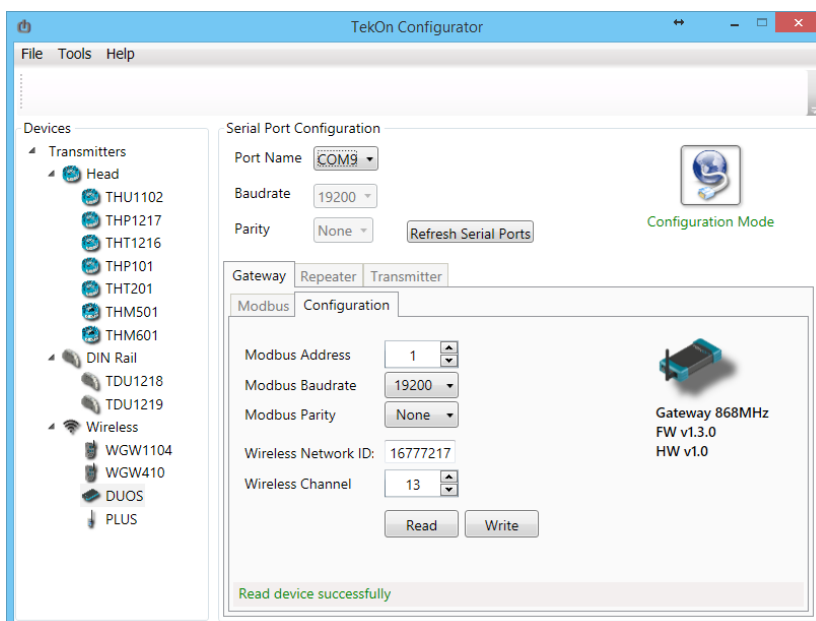 TekOn Configurator
File Tools Help
Devices
Transmitters
Head
THU1102
THP1217
THT1216
THP101
THT201
THM501
THM601
DIN Rail
TDU1218
TDU1219
Wireless
WGW1104
WGW410
DUOS
PLUS
Serial Port Configuration
Port Name COM9
Baudrate 19200
Parity None Refresh Serial Ports
Configuration Mode
Gateway Repeater Transmitter
Modbus Configuration
Modbus Address 1
Modbus Baudrate 19200
Modbus Parity None
Wireless Network ID: 16777217
Wireless Channel 13
Read Write
Gateway 868MHz
FW v1.3.0
HW v1.0
Read device successfully